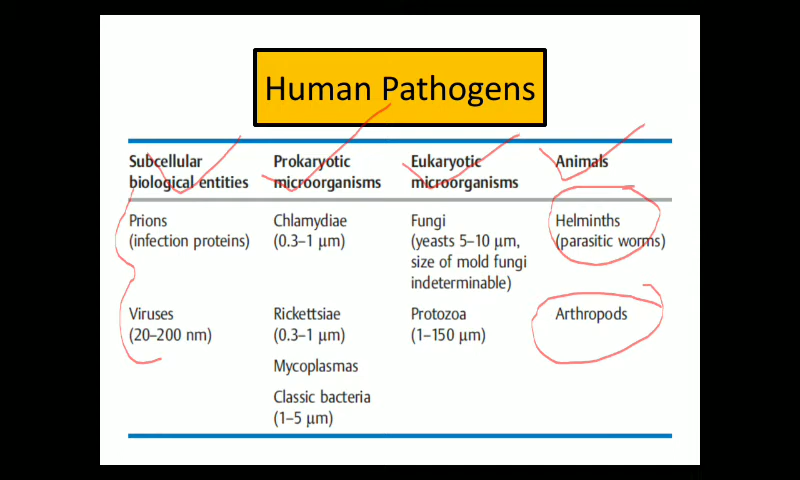 Human Pathogens
Subcellular biological entities
Prokaryotic microorganisms
Eukaryotic microorganisms
Animals
Prions
(infection proteins)
Chlamydiae
(0.3–1 µm)
Fungi
(yeasts 5–10 µm,
size of mold fungi
indeterminable)
Helminths
(parasitic worms)
Viruses
(20–200 nm)
Rickettsiae
(0.3–1 µm)
Protozoa
(1–150 µm)
Arthropods
Mycoplasmas
Classic bacteria
(1–5 µm)